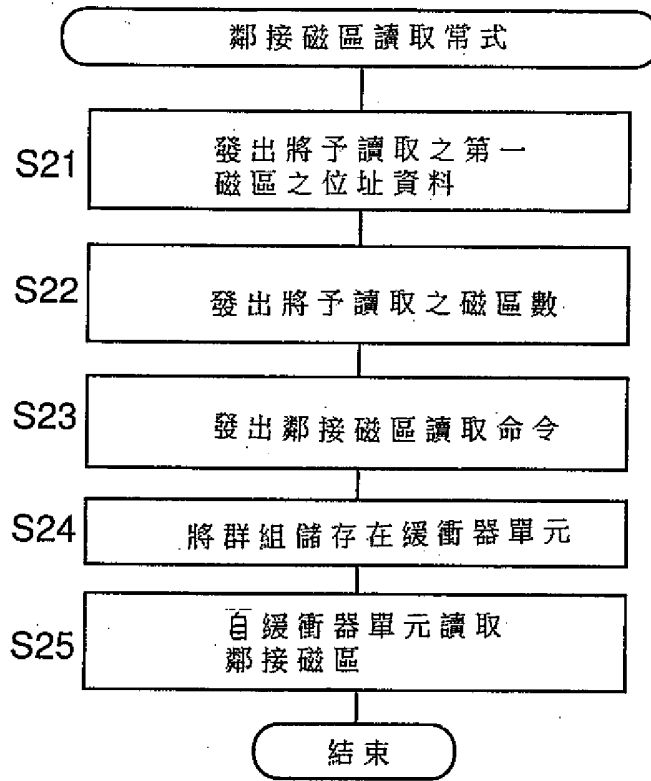 鄰接磁區讀取常式
S21
發出將予讀取之第一
磁區之位址資料
S22
發出將予讀取之磁區數
S23
發出鄰接磁區讀取命令
S24
將群組儲存在緩衝器單元
S25
自緩衝器單元讀取
鄰接磁區
結束